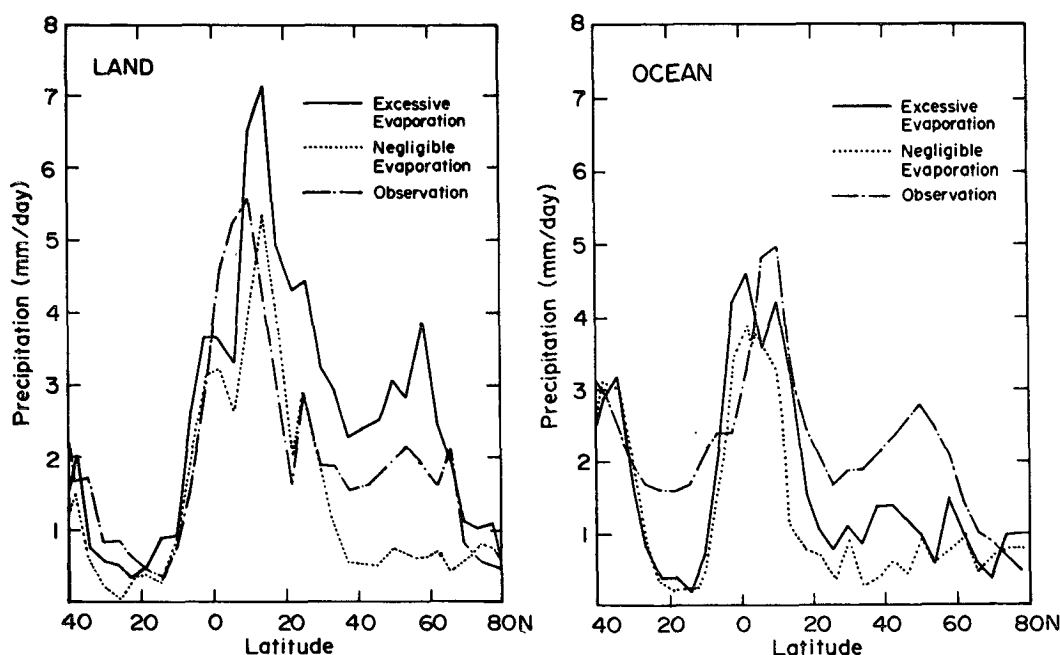 LAND
Excessive
Evaporation
Negligible
Evaporation
Observation
Precipitation (mm/day)
8
7
6
5
4
3
2
1
40 20 0 20 40 60 80N
Latitude
OCEAN
Excessive
Evaporation
Negligible
Evaporation
Observation
Precipitation (mm/day)
8
7
6
5
4
3
2
1
40 20 0 20 40 60 80N
Latitude